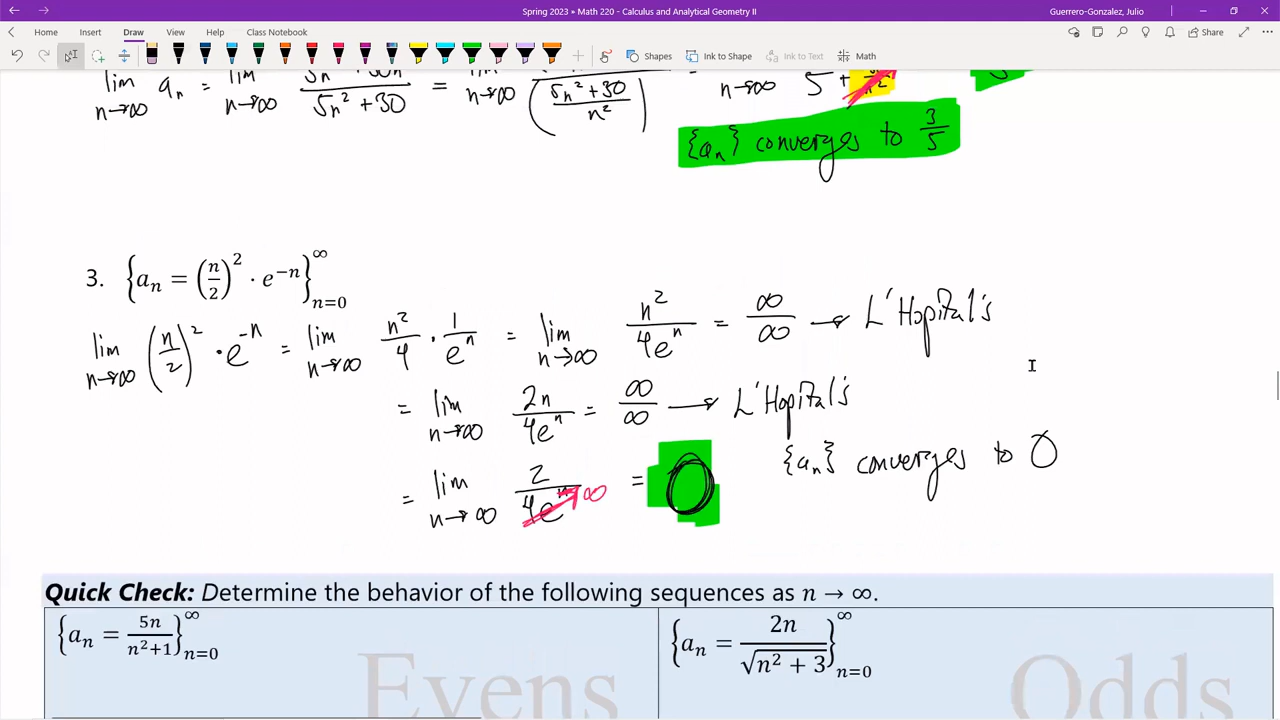 Spring 2023 » Math 220 - Calculus and Analytical Geometry II
Guerrero-Gonzalez, Julio
Home Insert Draw View Help Class Notebook
Share
Shapes Ink to Shape Ink to Text Math
lim n→∞ aₙ = lim n→∞ / 5n² + 30 = lim n→∞ / (5n² + 30 / n²) = n→∞ 5 +
{aₙ} converges to 3/5
3. {aₙ = (n/2)² · e⁻ⁿ}^∞_{n=0}
lim n→∞ (n/2)² · e⁻ⁿ = lim n→∞ n²/4 · 1/eⁿ = lim n→∞ n²/4eⁿ = ∞/∞ → L'Hopital's
= lim n→∞ 2n/4eⁿ = ∞/∞ → L'Hopital's
= lim n→∞ 2/4eⁿ ∞ = 0
{aₙ} converges to 0
Quick Check: Determine the behavior of the following sequences as n → ∞.
{aₙ = 5n/n²+1}^∞_{n=0}
{aₙ = 2n/√(n² + 3)}^∞_{n=0}
Evens
Odds